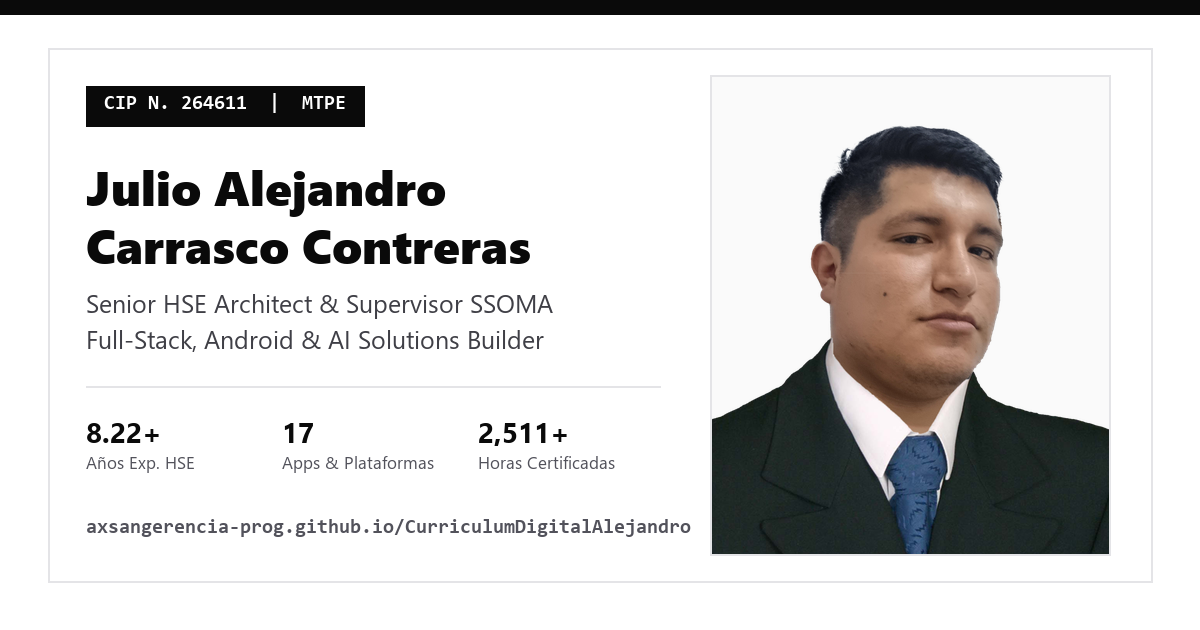 CIP N. 264611 | MTPE
Julio Alejandro
Carrasco Contreras
Senior HSE Architect & Supervisor SSOMA
Full-Stack, Android & AI Solutions Builder
8.22+ 17 2,511+
Años Exp. HSE Apps & Plataformas Horas Certificadas
axsangerencia-prog.github.io/CurriculumDigitalAlejandro